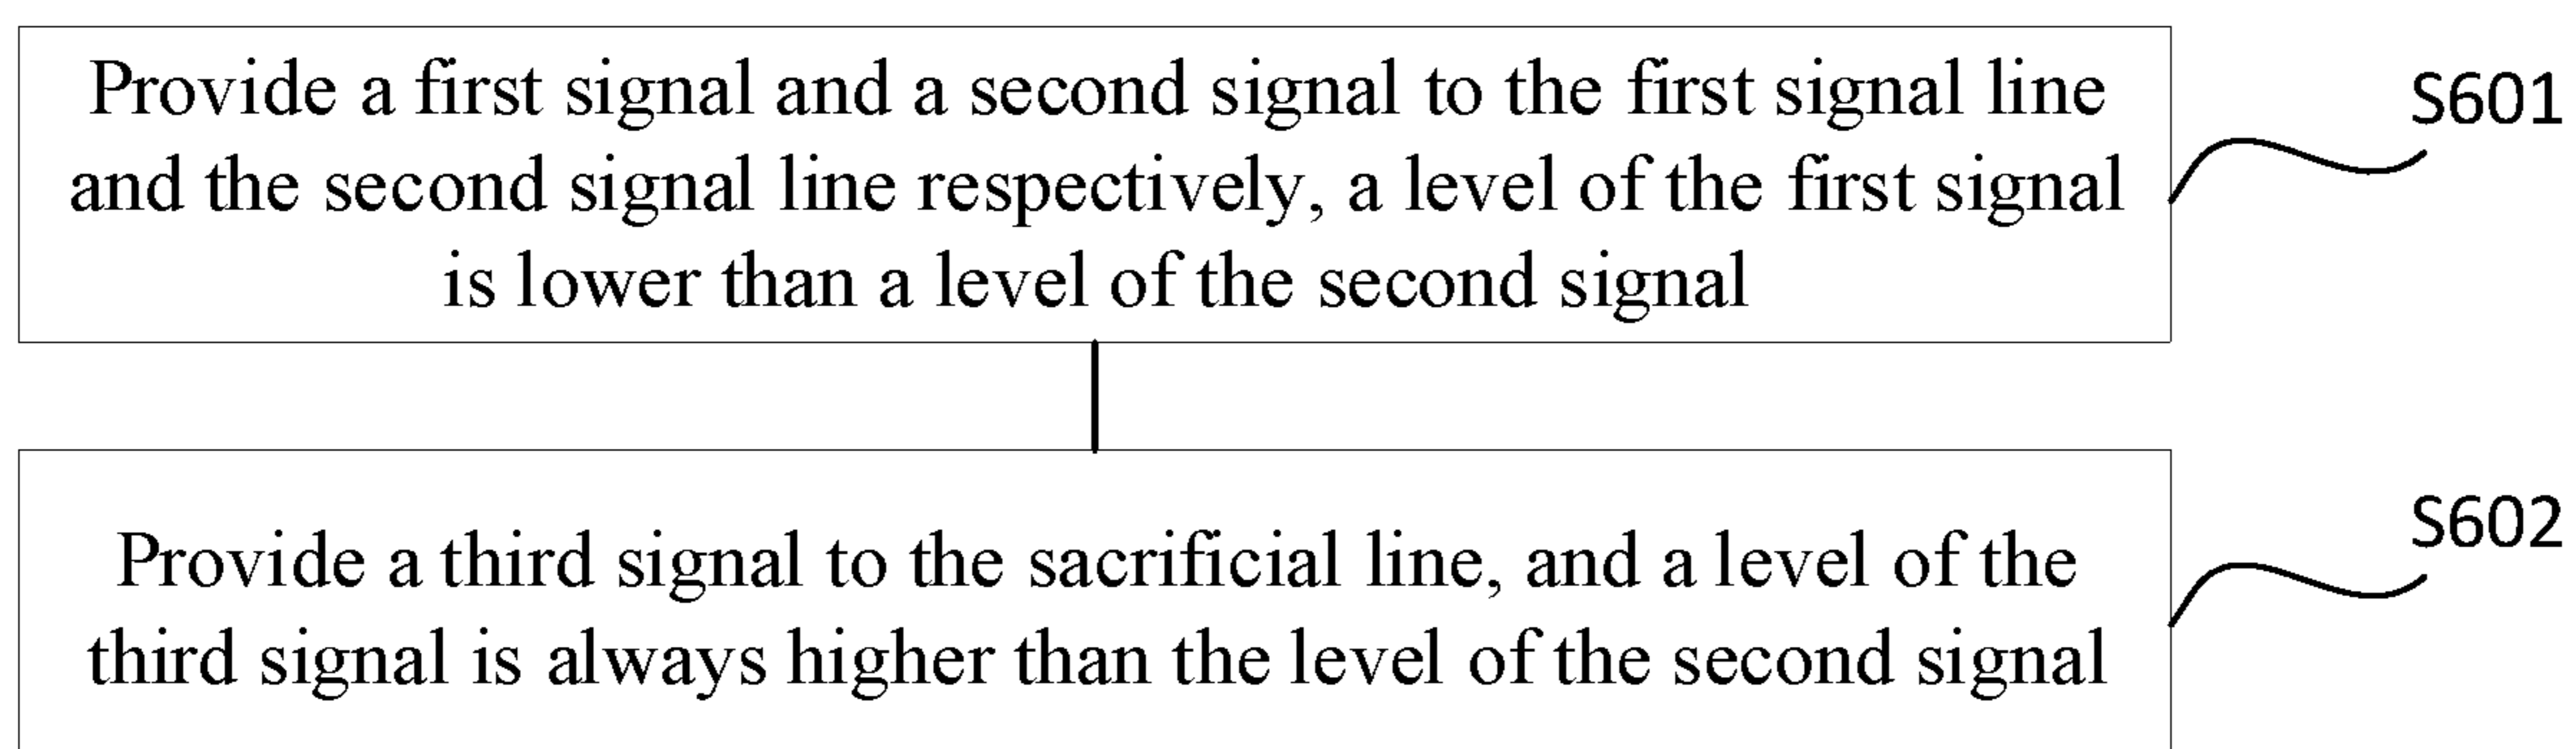 Provide a first signal and a second signal to the first signal line
and the second signal line respectively, a level of the first signal
is lower than a level of the second signal
S601
Provide a third signal to the sacrificial line, and a level of the
third signal is always higher than the level of the second signal
S602